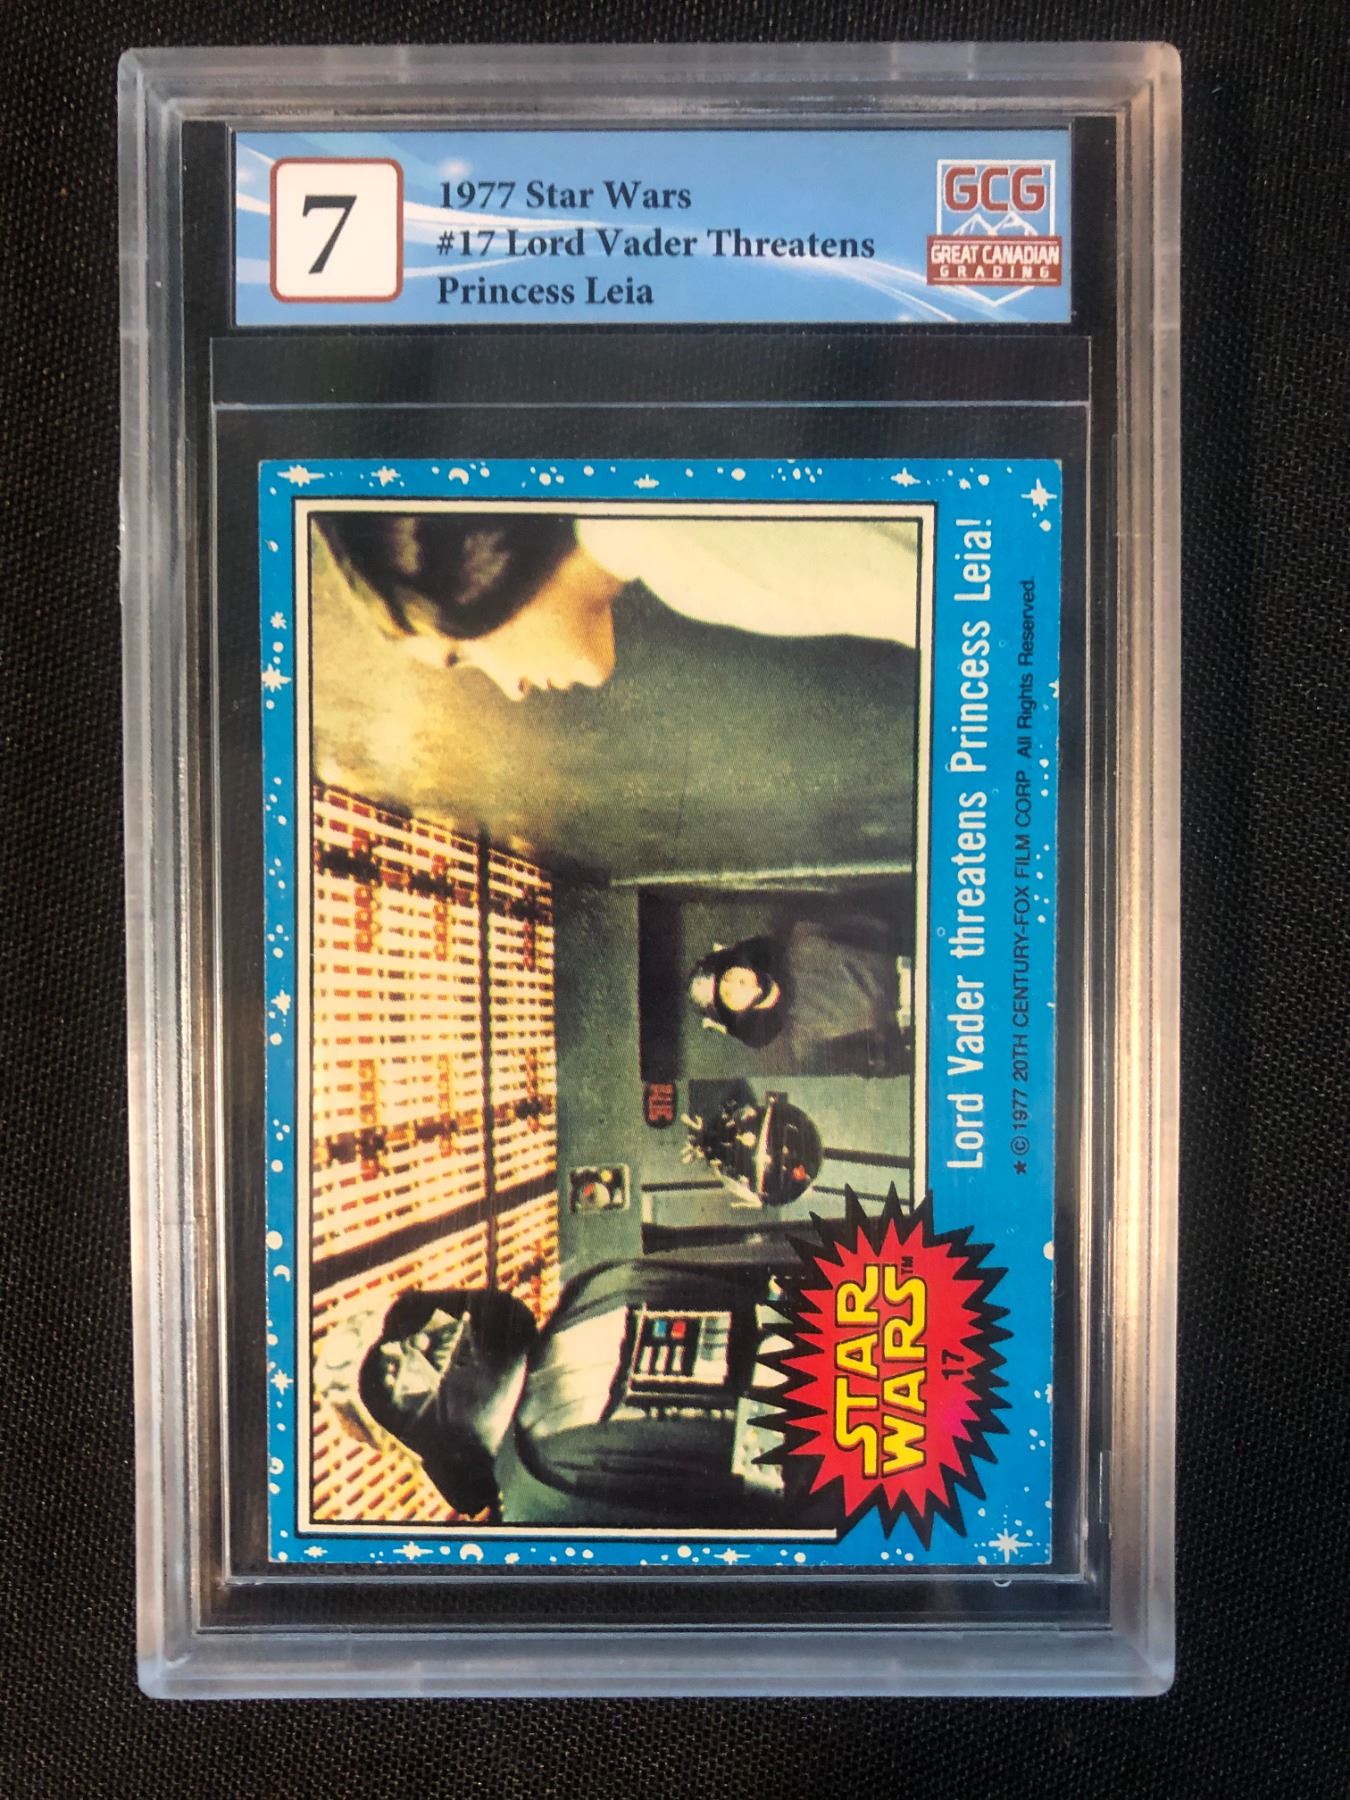 7
1977 Star Wars
#17 Lord Vader Threatens
Princess Leia
GCG
GREAT CANADIAN
GRADING
Lord Vader threatens Princess Leia!
★ © 1977 20TH CENTURY-FOX FILM CORP. All Rights Reserved.
STAR
WARS™
17